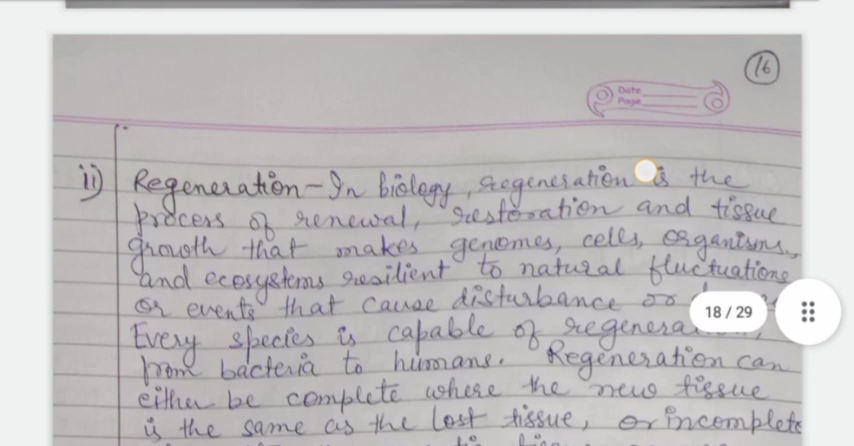 16
Date
Page
ii) Regeneration - In biology, regeneration is the
process of renewal, restoration and tissue
growth that makes genomes, cells, organisms,
and ecosystems resilient to natural fluctuations
or events that cause disturbance or
18 / 29
Every species is capable of
from bacteria to humans. Regeneration can
either be complete where the new tissue
is the same as the lost tissue, or incomplete